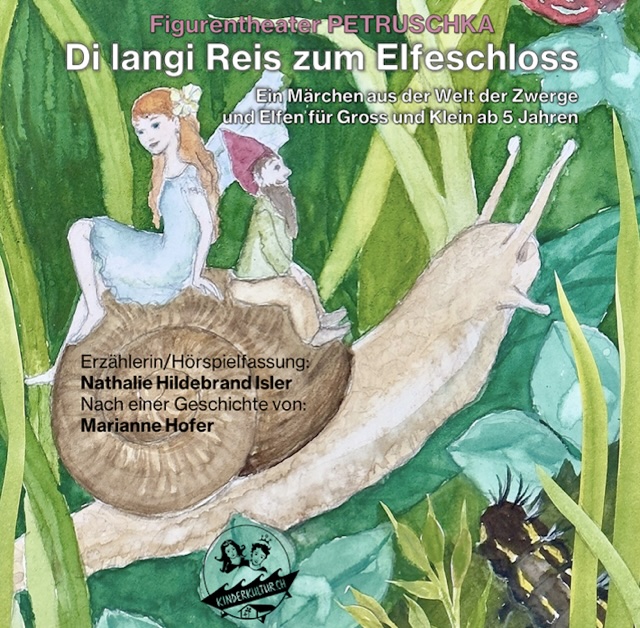 Figurentheater PETRUSCHKA
Di langi Reis zum Elfeschloss
Ein Märchen aus der Welt der Zwerge
und Elfen für Gross und Klein ab 5 Jahren
Erzählerin/Hörspielfassung:
Nathalie Hildebrand Isler
Nach einer Geschichte von:
Marianne Hofer
KINDERKULTUR.CH